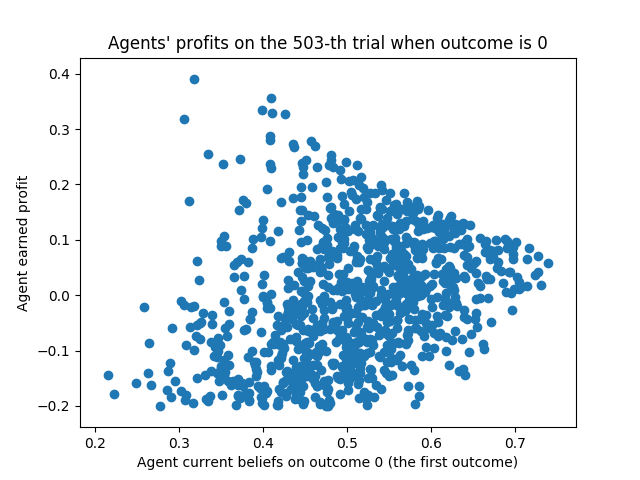 Agents' profits on the 503-th trial when outcome is 0
0.4
0.3
0.2
0.1
0.0
−0.1
−0.2
Agent earned profit
0.2 0.3 0.4 0.5 0.6 0.7
Agent current beliefs on outcome 0 (the first outcome)